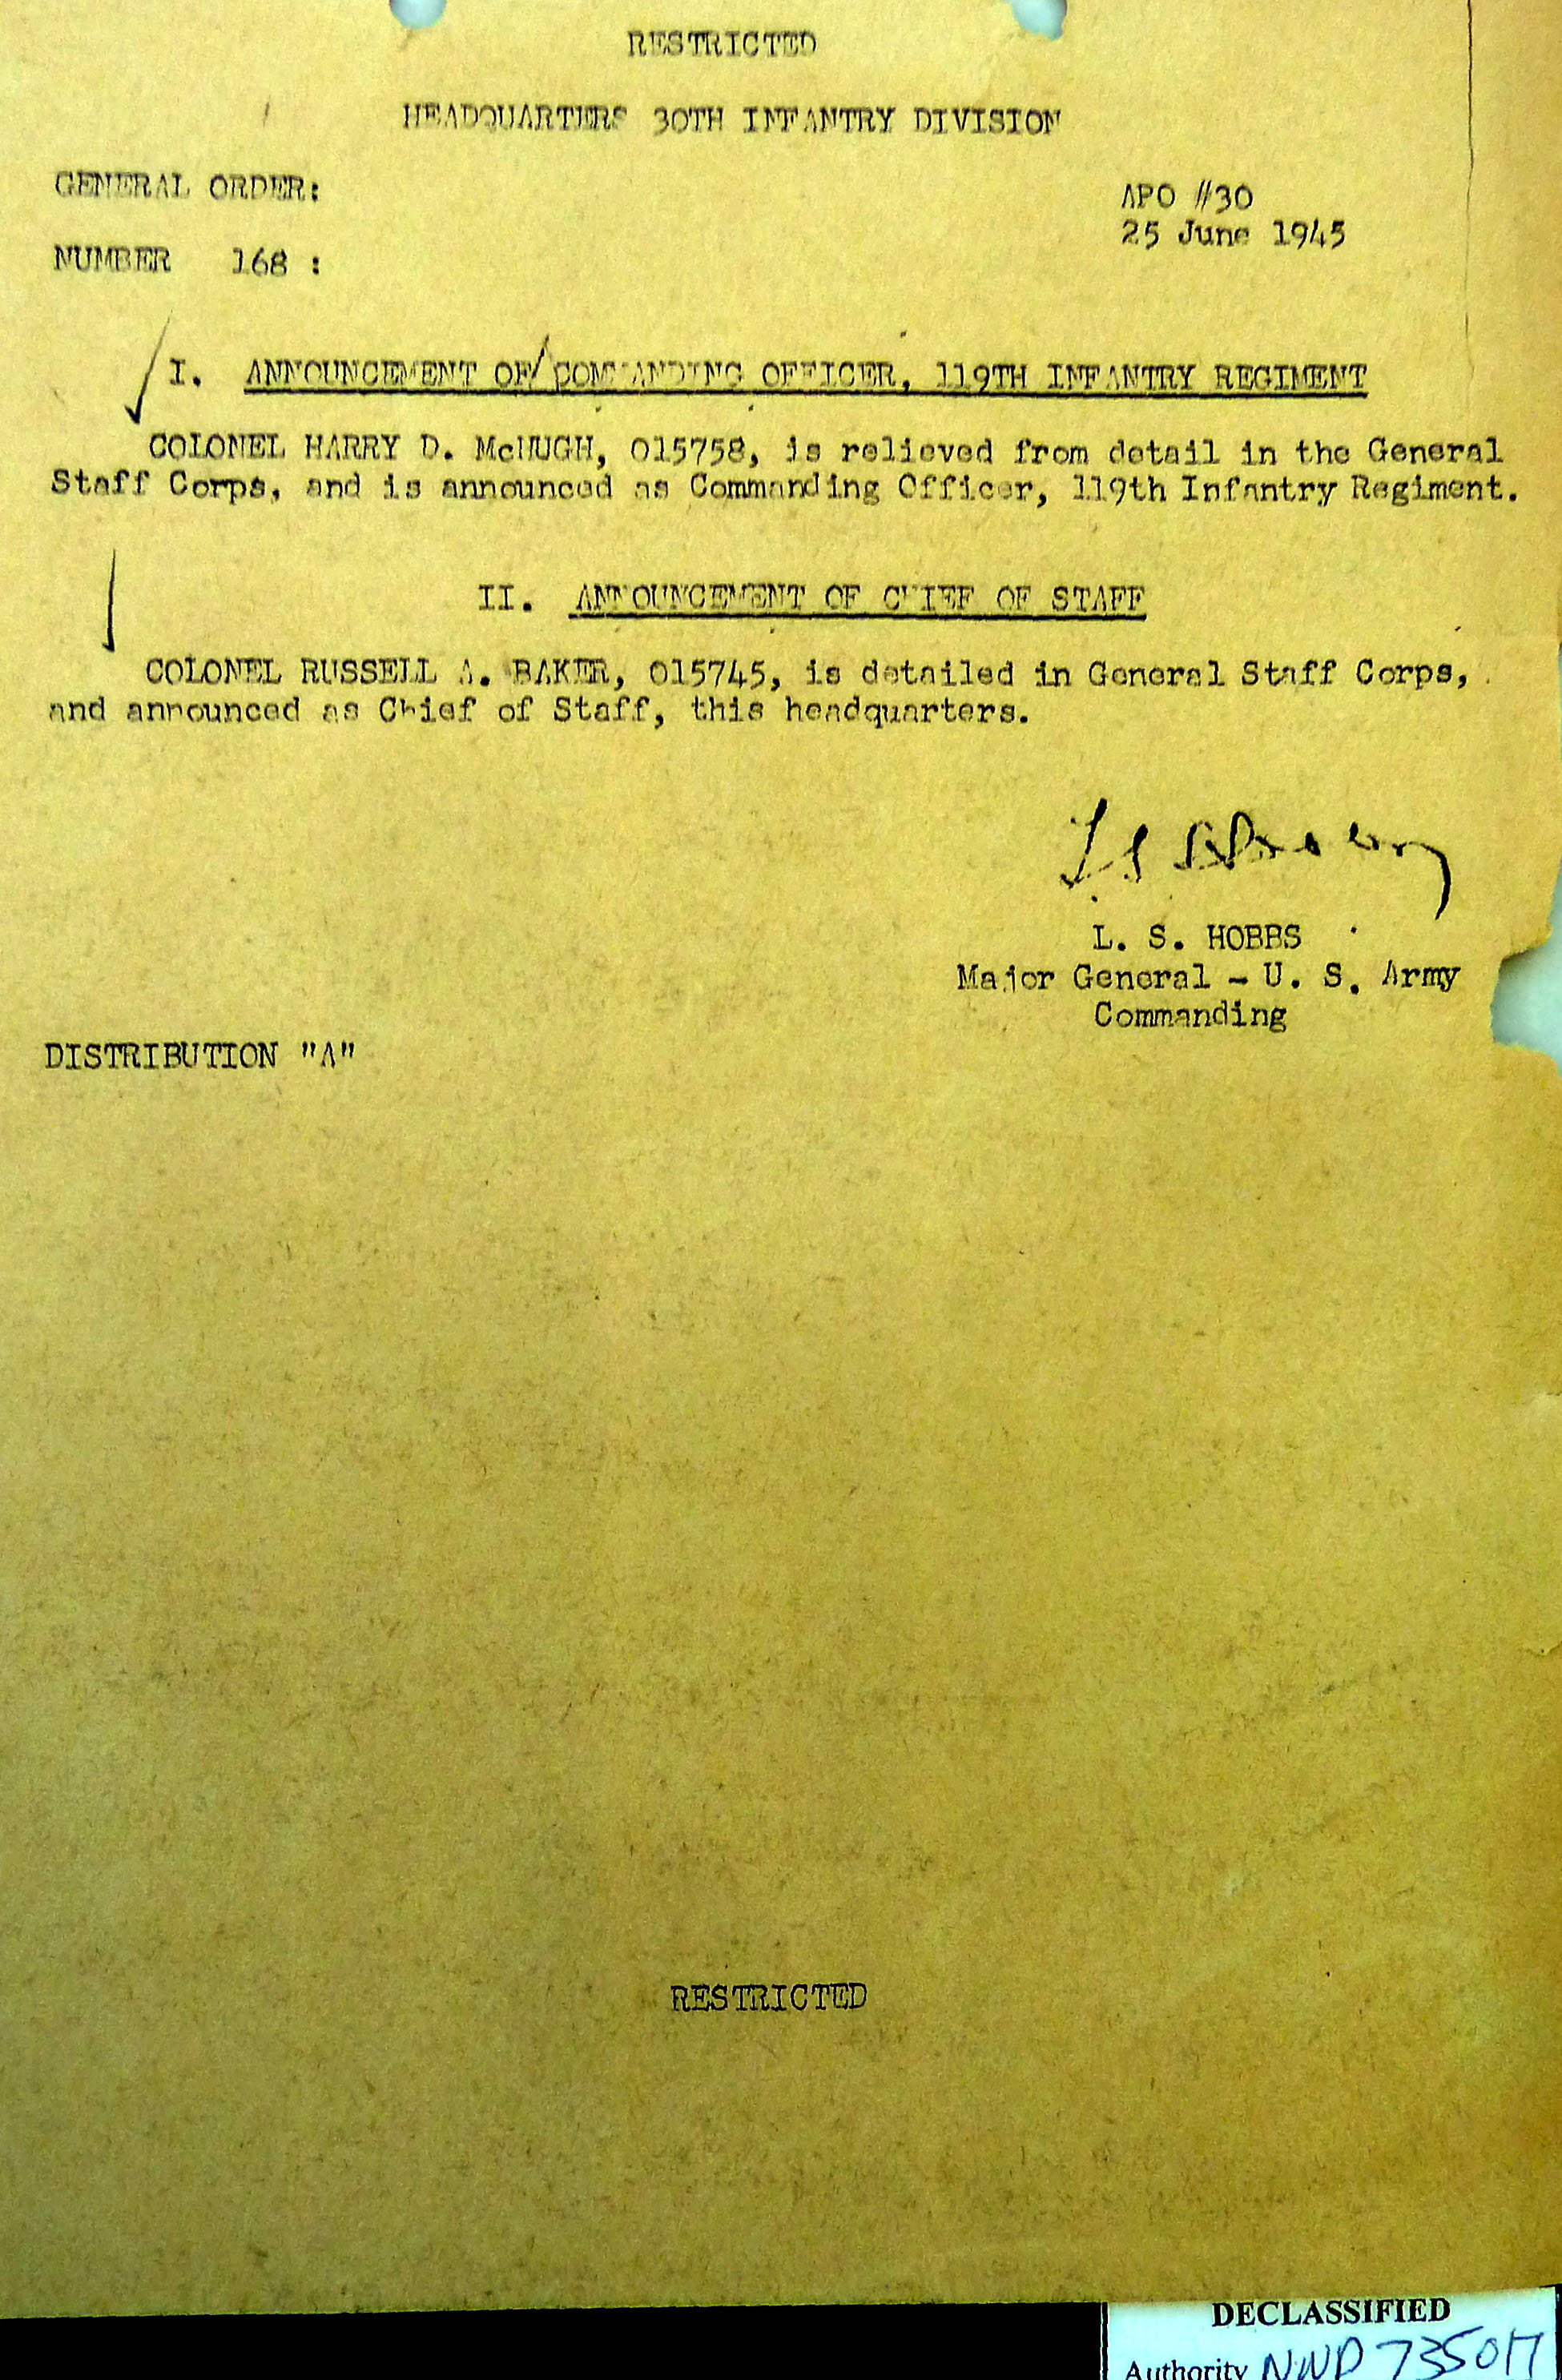 RESTRICTED
HEADQUARTERS 30TH INFANTRY DIVISION
GENERAL ORDER:
APO #30
25 June 1945
NUMBER 168 :
I. ANNOUNCEMENT OF COMMANDING OFFICER, 119TH INFANTRY REGIMENT
COLONEL HARRY D. McHUGH, O15758, is relieved from detail in the General
Staff Corps, and is announced as Commanding Officer, 119th Infantry Regiment.
II. ANNOUNCEMENT OF CHIEF OF STAFF
COLONEL RUSSELL A. BAKER, O15745, is detailed in General Staff Corps,
and announced as Chief of Staff, this headquarters.
L. S. HOBBS
Major General - U. S. Army
Commanding
DISTRIBUTION "A"
RESTRICTED
DECLASSIFIED
Authority NND 735017